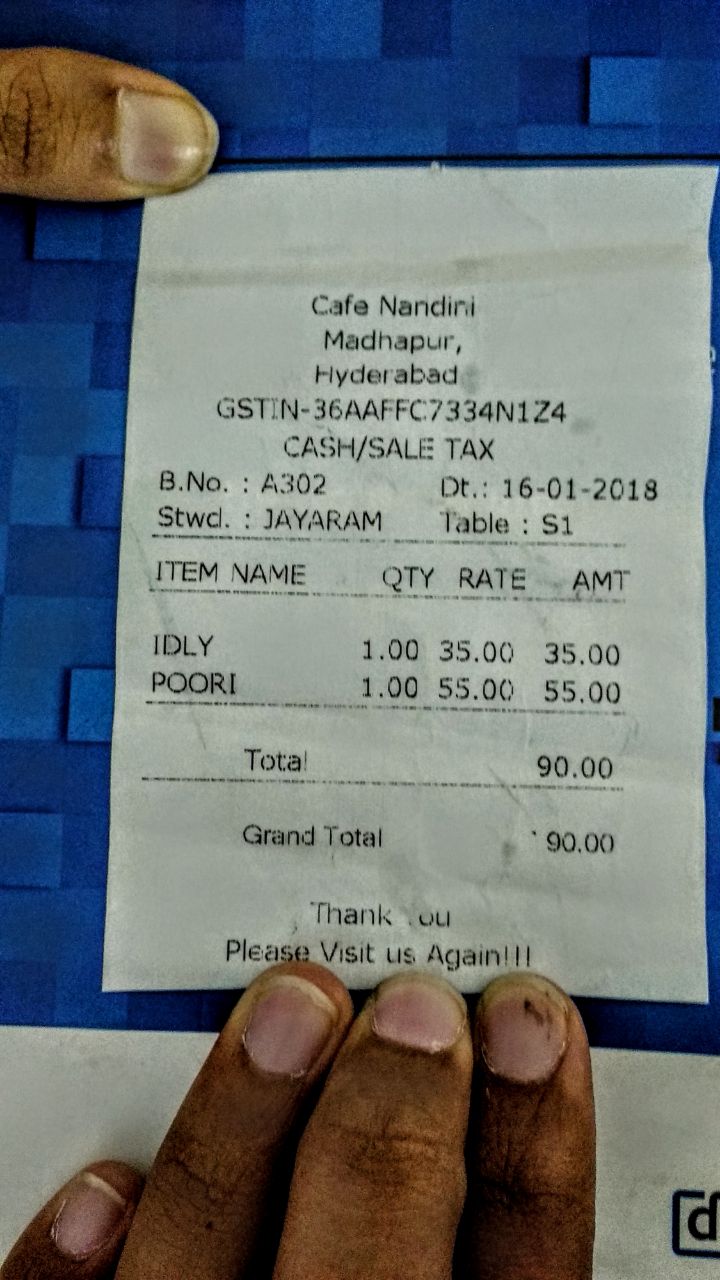 Cafe Nandini
Madhapur,
Hyderabad
GSTIN-36AAFFC7334N1Z4
CASH/SALE TAX
B.No. : A302 Dt.: 16-01-2018
Stwd. : JAYARAM Table : S1
ITEM NAME QTY RATE AMT
IDLY 1.00 35.00 35.00
POORI 1.00 55.00 55.00
Total 90.00
Grand Total 90.00
Thank You
Please Visit us Again!!!
d